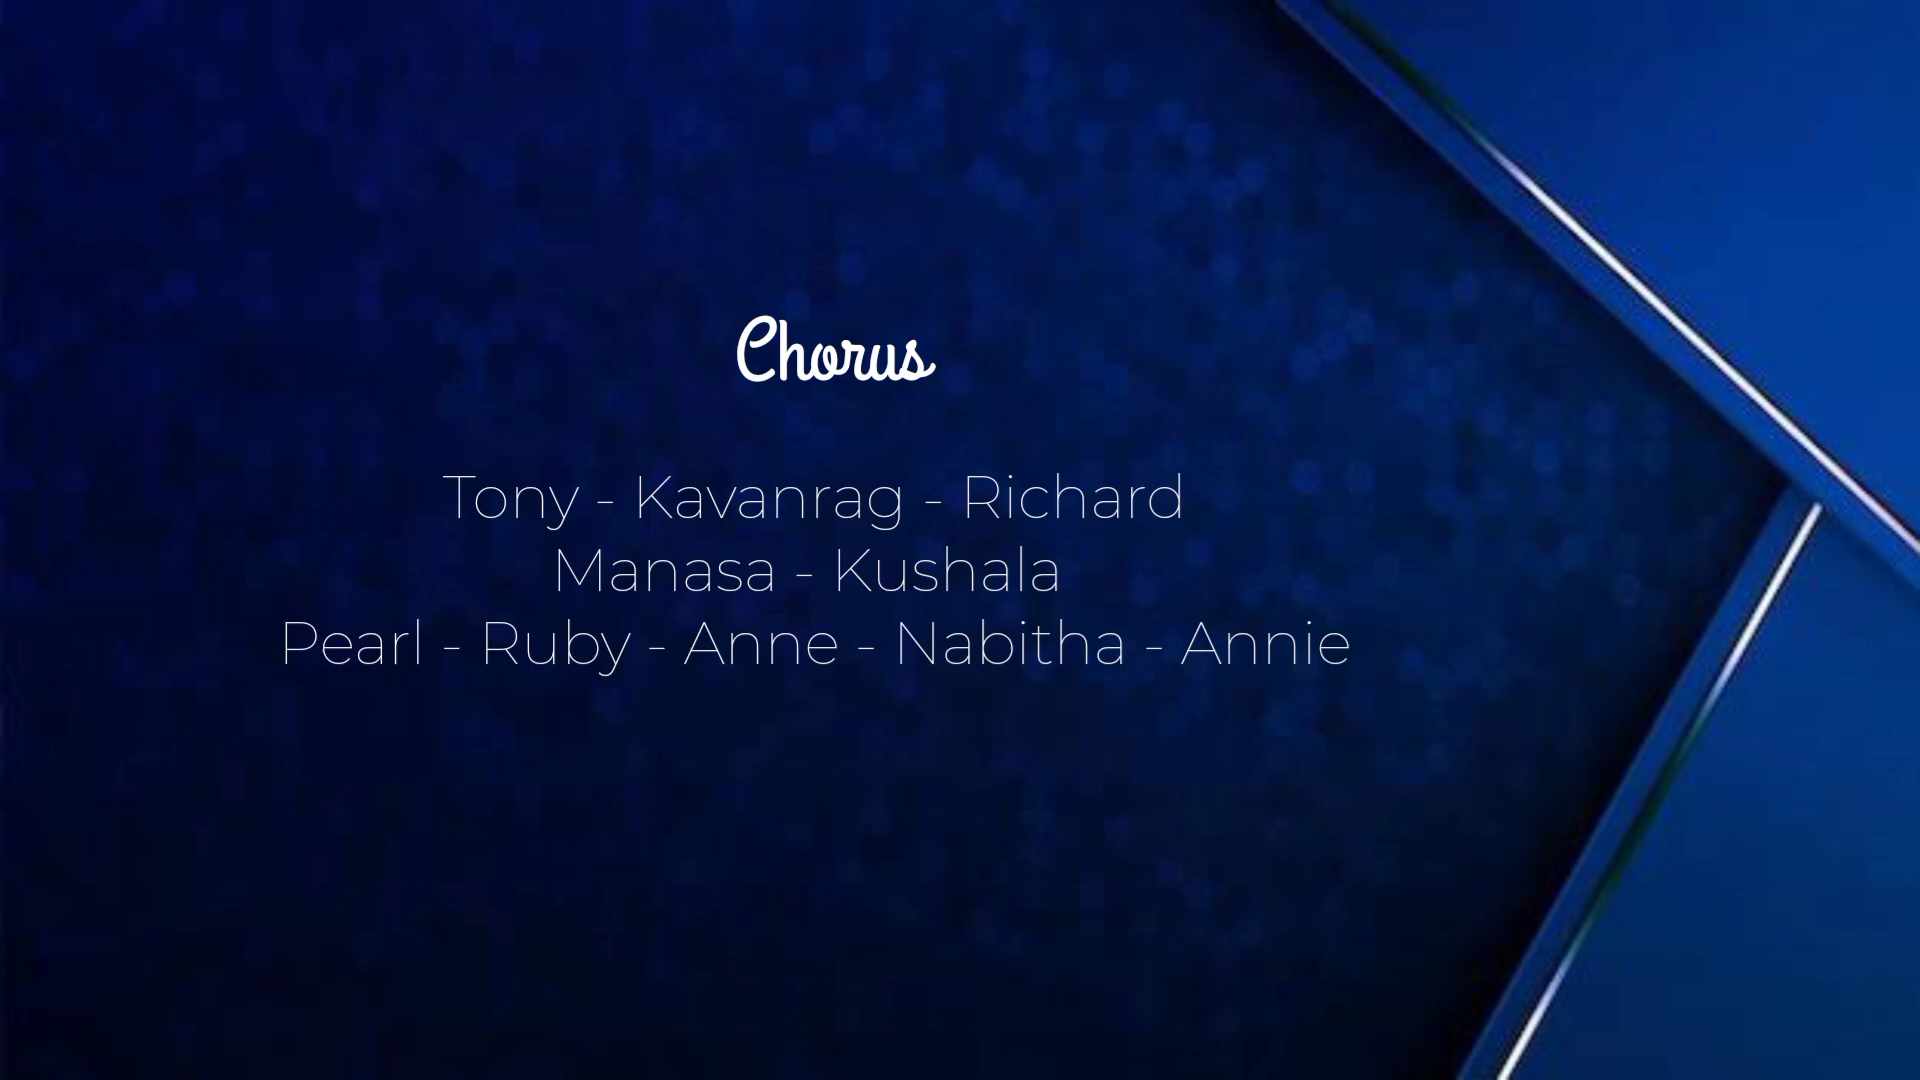 Chorus
Tony - Kavanrag - Richard
Manasa - Kushala
Pearl - Ruby - Anne - Nabitha - Annie